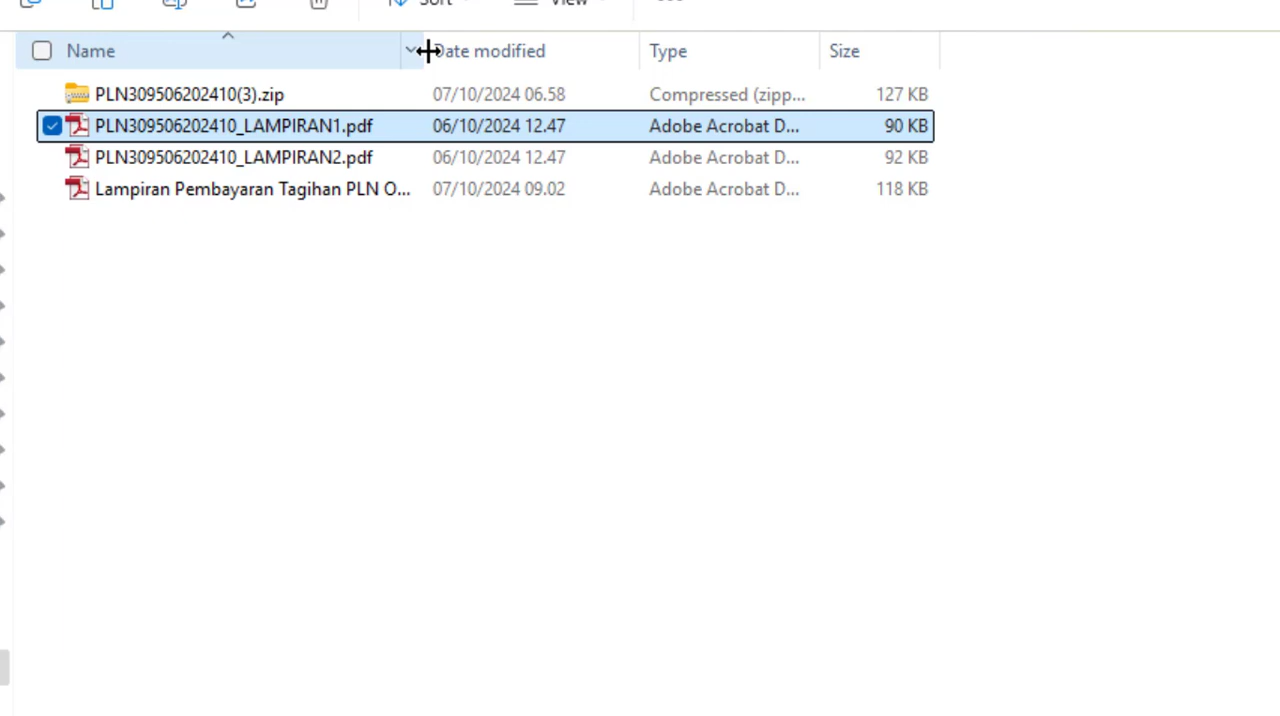 Sort View
Name Date modified Type Size
PLN309506202410(3).zip 07/10/2024 06.58 Compressed (zipp... 127 KB
PLN309506202410_LAMPIRAN1.pdf 06/10/2024 12.47 Adobe Acrobat D... 90 KB
PLN309506202410_LAMPIRAN2.pdf 06/10/2024 12.47 Adobe Acrobat D... 92 KB
Lampiran Pembayaran Tagihan PLN O... 07/10/2024 09.02 Adobe Acrobat D... 118 KB